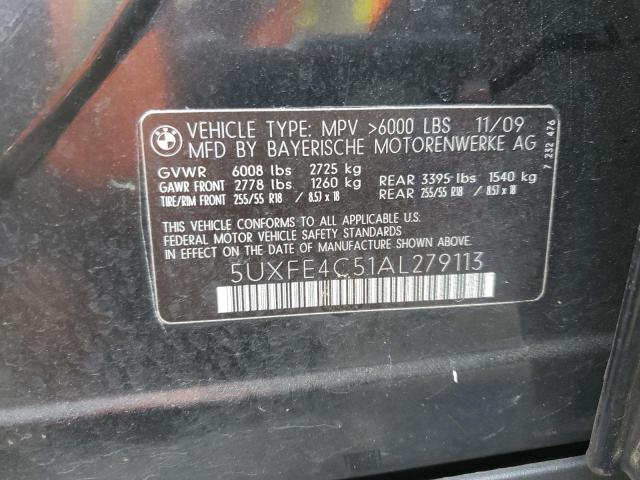 BMW
VEHICLE TYPE: MPV >6000 LBS 11/09
MFD BY BAYERISCHE MOTORENWERKE AG
GVWR 6008 lbs 2725 kg
GAWR FRONT 2778 lbs 1260 kg REAR 3395 lbs 1540 kg
TIRE/RIM FRONT 255/55 R18 / 8.5J x 18 REAR 255/55 R18 / 8.5J x 18
THIS VEHICLE CONFORMS TO ALL APPLICABLE U.S.
FEDERAL MOTOR VEHICLE SAFETY STANDARDS
IN EFFECT ON THE DATE OF MANUFACTURE SHOWN ABOVE.
5UXFE4C51AL279113
7 232 476